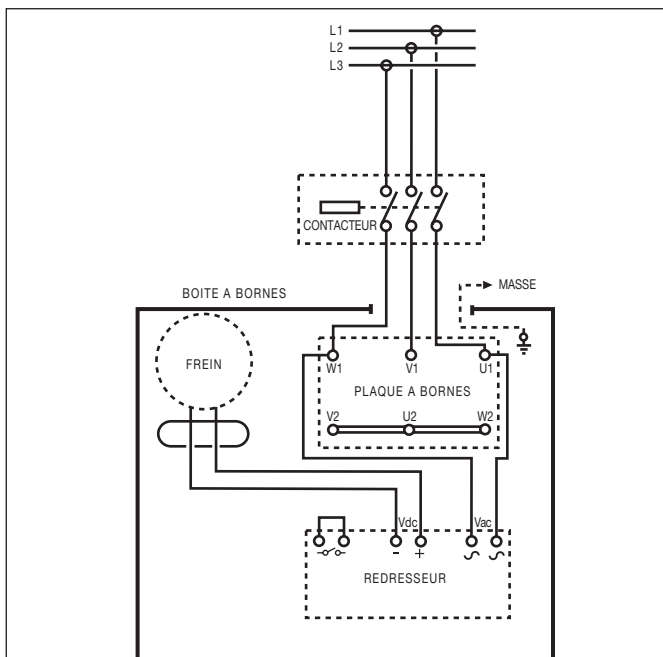 L1
L2
L3
CONTACTEUR
BOITE A BORNES
MASSE
FREIN
W1 V1 U1
PLAQUE A BORNES
V2 U2 W2
Vdc Vac
- +
REDRESSEUR